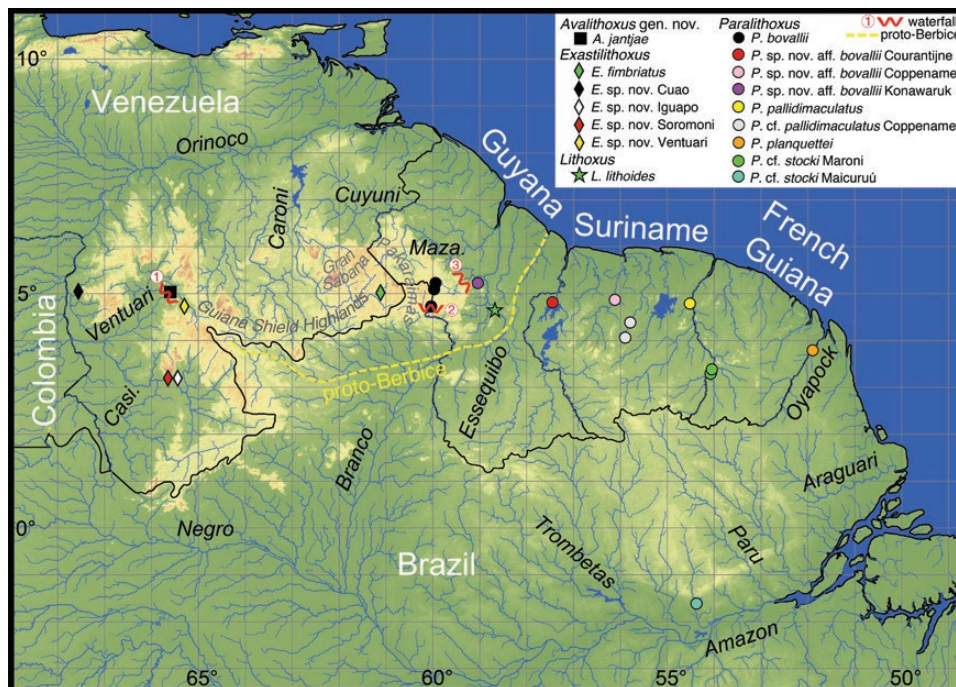 Avalithoxus gen. nov.
A. jantjae
Exastilithoxus
E. fimbriatus
E. sp. nov. Cuao
E. sp. nov. Iguapo
E. sp. nov. Soromoni
E. sp. nov. Ventuari
Lithoxus
L. lithoides
Paralithoxus
P. bovallii
P. sp. nov. aff. bovallii Courantijne
P. sp. nov. aff. bovallii Coppename
P. sp. nov. aff. bovallii Konawaruk
P. pallidimaculatus
P. cf. pallidimaculatus Coppename
P. planquettei
P. cf. stocki Maroni
P. cf. stocki Maicuruú
1 waterfall
proto-Berbice
10°
Venezuela
Orinoco
Caroni
Cuyuni
Guyana
Suriname
French
Guiana
Maza.
Gran
Sabana
Pakaraimas
3
1
2
5°
Ventuari
Guiana Shield Highlands
Colombia
Casi.
proto-Berbice
Essequibo
Oyapock
Branco
Araguari
0°
Negro
Trombetas
Paru
Brazil
Amazon
65°
60°
55°
50°